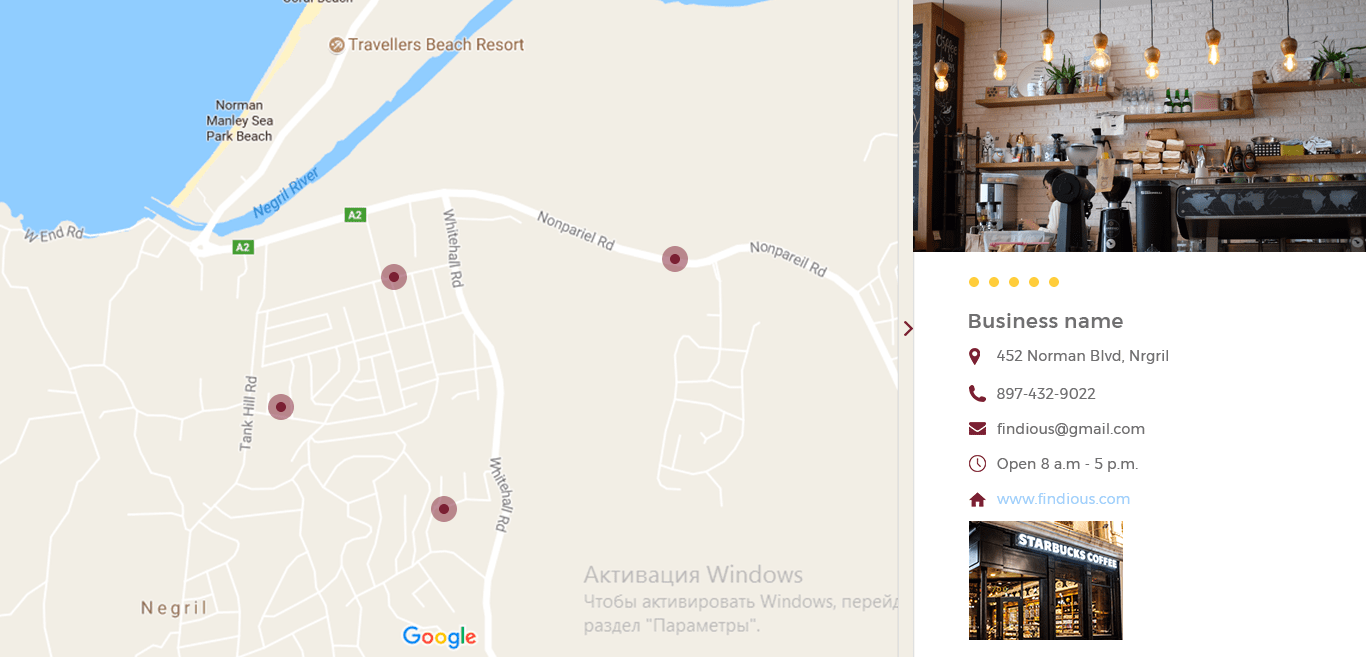 Coral Beach
Travellers Beach Resort
Norman
Manley Sea
Park Beach
Negril River
W End Rd
A2
A2
Whitehall Rd
Nonpariel Rd
Nonpareil Rd
Tank Hill Rd
Whitehall Rd
Negril
Google
Активация Windows
Чтобы активировать Windows, перейд
раздел "Параметры".
Business name
452 Norman Blvd, Nrgril
897-432-9022
findious@gmail.com
Open 8 a.m - 5 p.m.
www.findious.com
STARBUCKS COFFEE